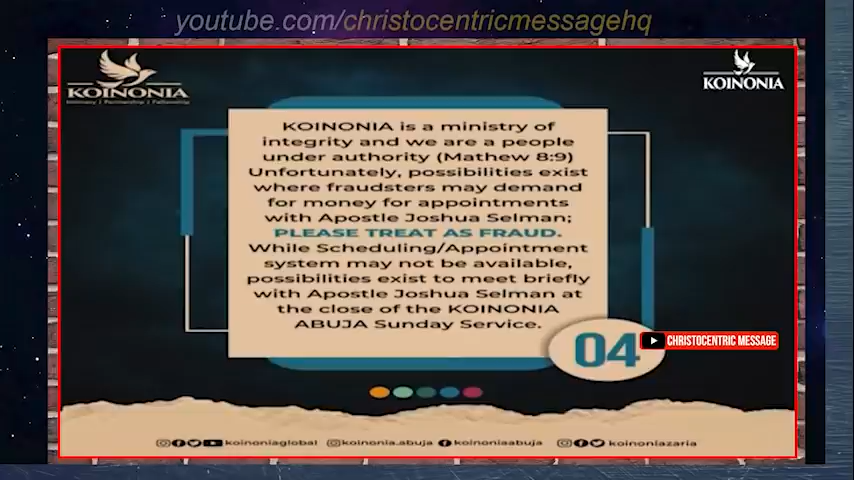 youtube.com/christocentricmessagehq
KOINONIA
Intimacy | Partnership | Fellowship
KOINONIA
KOINONIA is a ministry of
integrity and we are a people
under authority (Mathew 8:9)
Unfortunately, possibilities exist
where fraudsters may demand
for money for appointments
with Apostle Joshua Selman;
PLEASE TREAT AS FRAUD.
While Scheduling/Appointment
system may not be available,
possibilities exist to meet briefly
with Apostle Joshua Selman at
the close of the KOINONIA
ABUJA Sunday Service.
04
CHRISTOCENTRIC MESSAGE
koinoniaglobal koinonia.abuja koinoniaabuja koinoniazaria